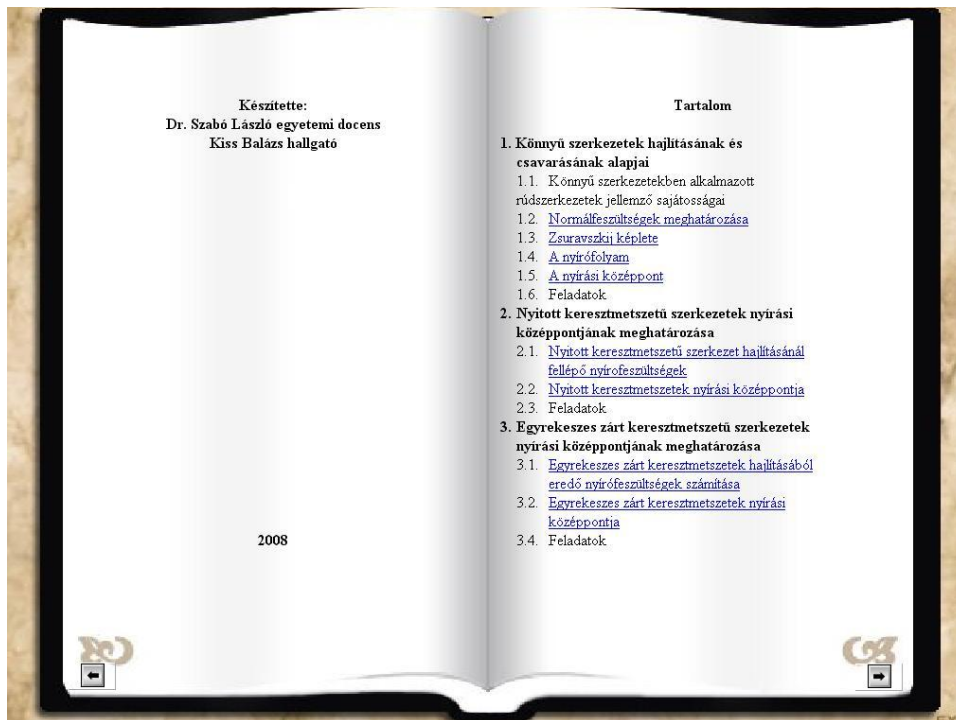 Készítette:
Dr. Szabó László egyetemi docens
Kiss Balázs hallgató
2008
Tartalom
1. Könnyű szerkezetek hajlításának és
csavarásának alapjai
1.1. Könnyű szerkezetekben alkalmazott
rúdszerkezetek jellemző sajátosságai
1.2. Normálfeszültségek meghatározása
1.3. Zsuravszkij képlete
1.4. A nyírófolyam
1.5. A nyírási középpont
1.6. Feladatok
2. Nyitott keresztmetszetű szerkezetek nyírási
középpontjának meghatározása
2.1. Nyitott keresztmetszetű szerkezet hajlításánál
fellépő nyírofeszültségek
2.2. Nyitott keresztmetszetek nyírási középpontja
2.3. Feladatok
3. Egyrekeszes zárt keresztmetszetű szerkezetek
nyírási középpontjának meghatározása
3.1. Egyrekeszes zárt keresztmetszetek hajlításából
eredő nyírófeszültségek számítása
3.2. Egyrekeszes zárt keresztmetszetek nyírási
középpontja
3.4. Feladatok